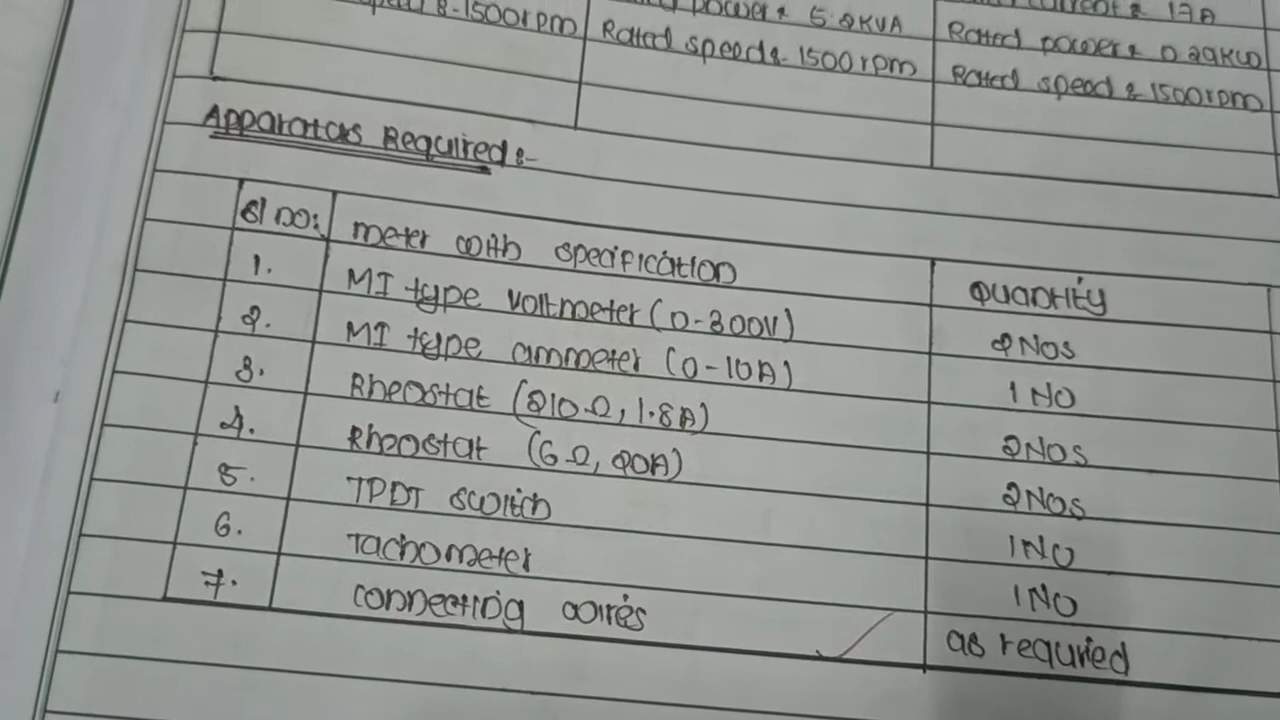 8-1500rpm
power: 5.2KVA
17A
Rated speed:- 1500rpm
Rated power: 0.29KW
Rated speed: 1500rpm
Apparatus Required:-
Sl no: meter with specification Quantity
1. MI type voltmeter (0-300V) 2NOS
2. MI type ammeter (0-10A) 1NO
3. Rheostat (210Ω, 1.8A) 2NOS
4. Rheostat (6Ω, 20A) 2NOS
5. TPDT switch 1NO
6. Tachometer 1NO
7. connecting wires as requried